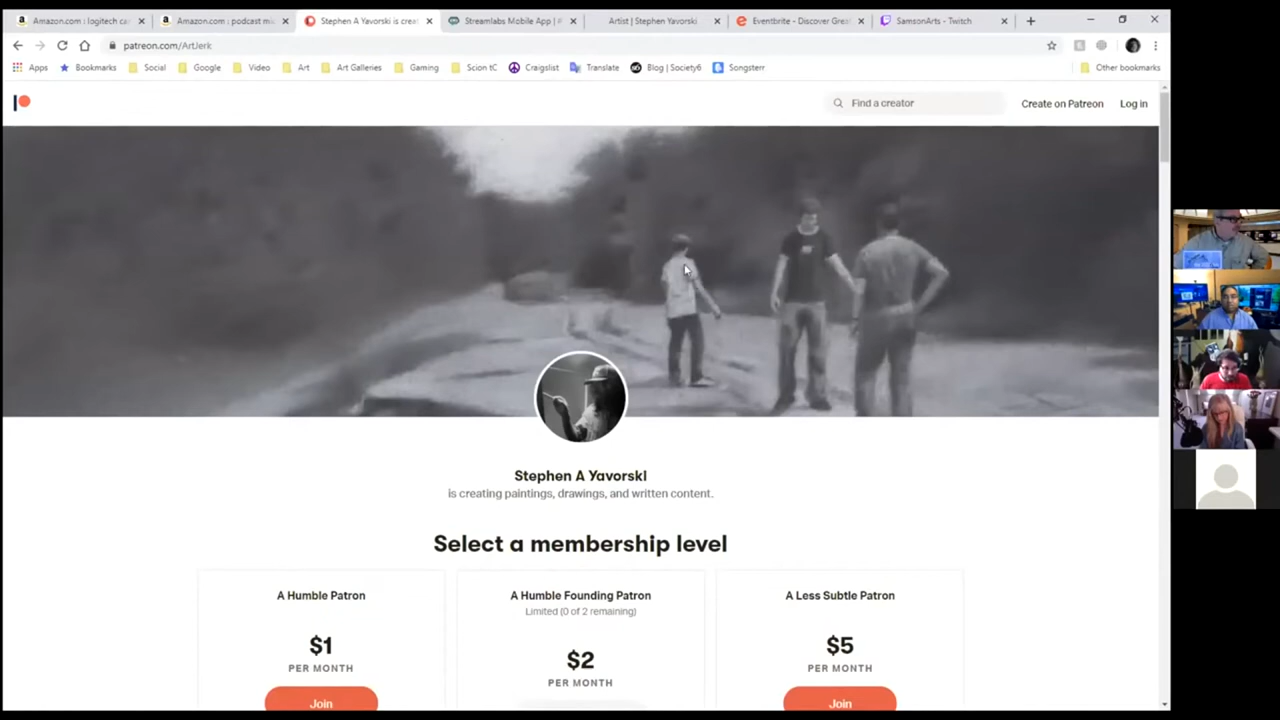 Amazon.com : logitech ca
Amazon.com : podcast mi
Stephen A Yavorski is crea
Streamlabs Mobile App | #
Artist | Stephen Yavorski
Eventbrite - Discover Grea
SamsonArts - Twitch
patreon.com/ArtJerk
Apps
Bookmarks
Social
Google
Video
Art
Art Galleries
Gaming
Scion tC
Craigslist
Translate
Blog | Society6
Songsterr
Other bookmarks
Find a creator
Create on Patreon
Log in
Stephen A Yavorski
is creating paintings, drawings, and written content.
Select a membership level
A Humble Patron
$1
PER MONTH
Join
A Humble Founding Patron
Limited (0 of 2 remaining)
$2
PER MONTH
A Less Subtle Patron
$5
PER MONTH
Join